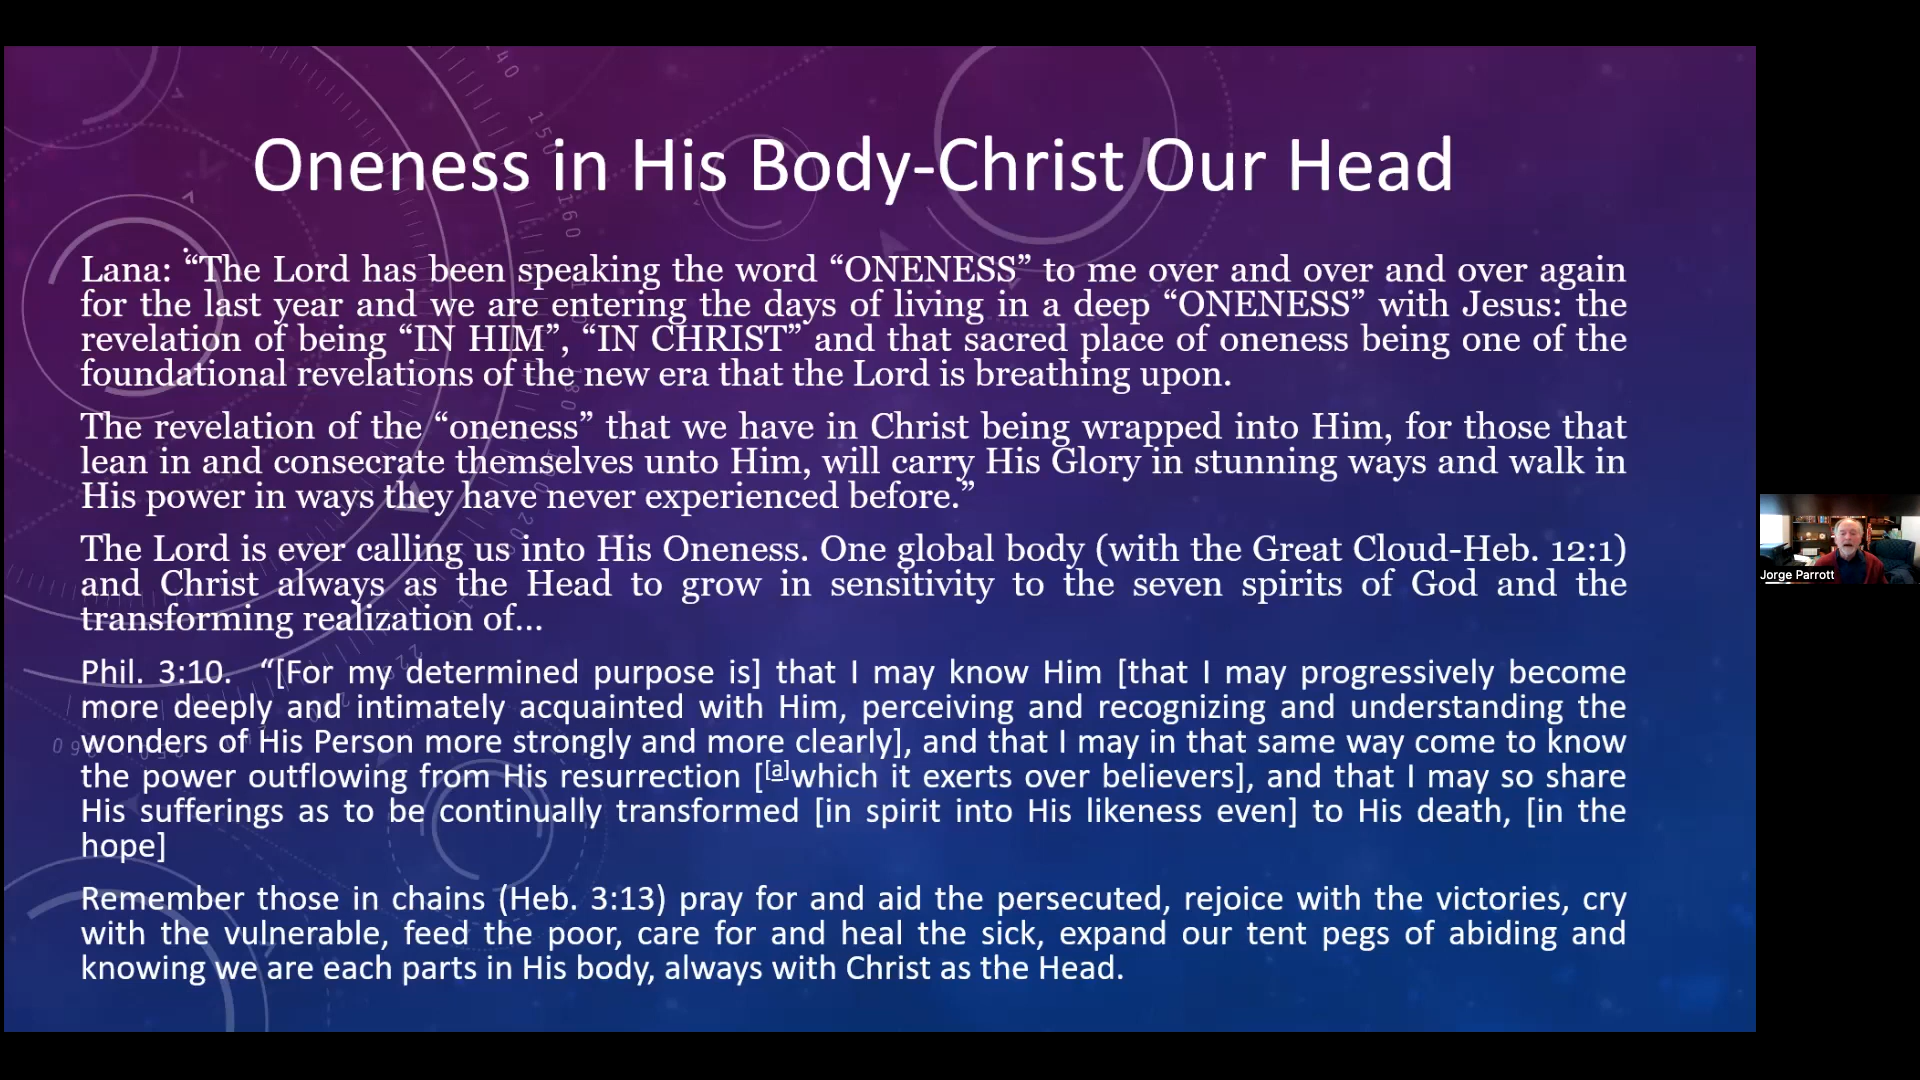 Oneness in His Body-Christ Our Head
Lana: “The Lord has been speaking the word “ONENESS” to me over and over and over again
for the last year and we are entering the days of living in a deep “ONENESS” with Jesus: the
revelation of being “IN HIM”, “IN CHRIST” and that sacred place of oneness being one of the
foundational revelations of the new era that the Lord is breathing upon.
The revelation of the “oneness” that we have in Christ being wrapped into Him, for those that
lean in and consecrate themselves unto Him, will carry His Glory in stunning ways and walk in
His power in ways they have never experienced before.”
The Lord is ever calling us into His Oneness. One global body (with the Great Cloud-Heb. 12:1)
and Christ always as the Head to grow in sensitivity to the seven spirits of God and the
transforming realization of...
Phil. 3:10. “[For my determined purpose is] that I may know Him [that I may progressively become
more deeply and intimately acquainted with Him, perceiving and recognizing and understanding the
wonders of His Person more strongly and more clearly], and that I may in that same way come to know
the power outflowing from His resurrection [[a]which it exerts over believers], and that I may so share
His sufferings as to be continually transformed [in spirit into His likeness even] to His death, [in the
hope]
Remember those in chains (Heb. 3:13) pray for and aid the persecuted, rejoice with the victories, cry
with the vulnerable, feed the poor, care for and heal the sick, expand our tent pegs of abiding and
knowing we are each parts in His body, always with Christ as the Head.
Jorge Parrott
40
150
160